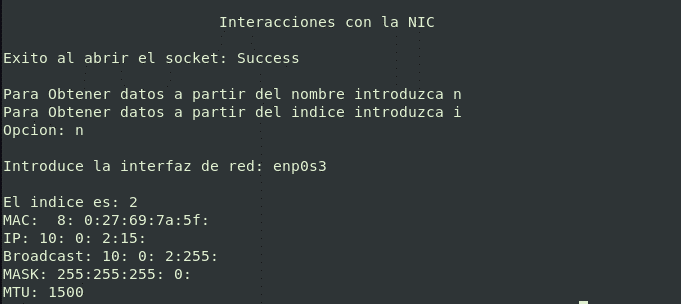 Interacciones con la NIC
Exito al abrir el socket: Success
Para Obtener datos a partir del nombre introduzca n
Para Obtener datos a partir del indice introduzca i
Opcion: n
Introduce la interfaz de red: enp0s3
El indice es: 2
MAC:  8: 0:27:69:7a:5f:
IP: 10: 0: 2:15:
Broadcast: 10: 0: 2:255:
MASK: 255:255:255: 0:
MTU: 1500